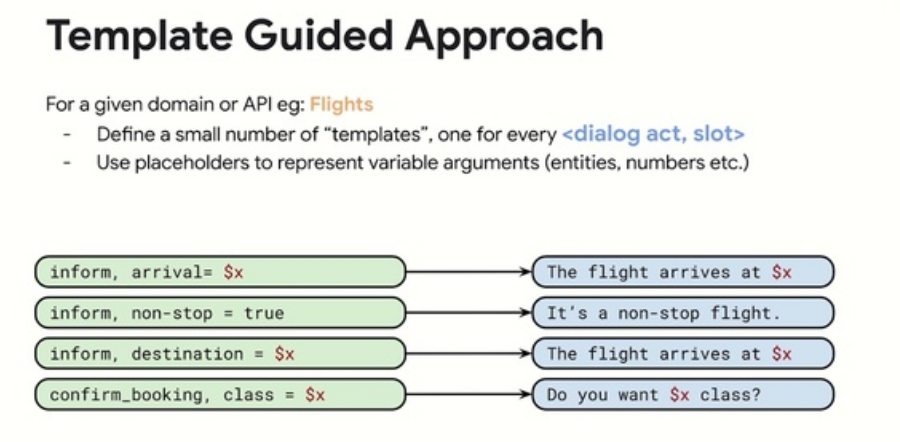 Template Guided Approach
For a given domain or API eg: Flights
- Define a small number of “templates”, one for every <dialog act, slot>
- Use placeholders to represent variable arguments (entities, numbers etc.)
inform, arrival= $x
The flight arrives at $x
inform, non-stop = true
It's a non-stop flight.
inform, destination = $x
The flight arrives at $x
confirm_booking, class = $x
Do you want $x class?